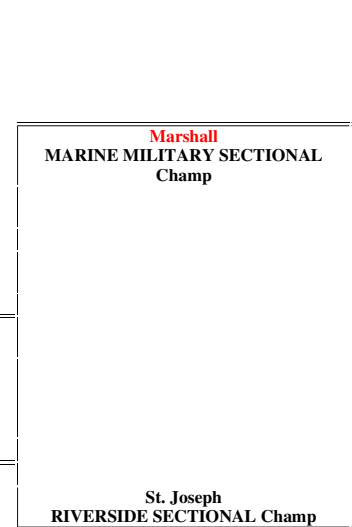 Marshall
MARINE MILITARY SECTIONAL
Champ
St. Joseph
RIVERSIDE SECTIONAL Champ